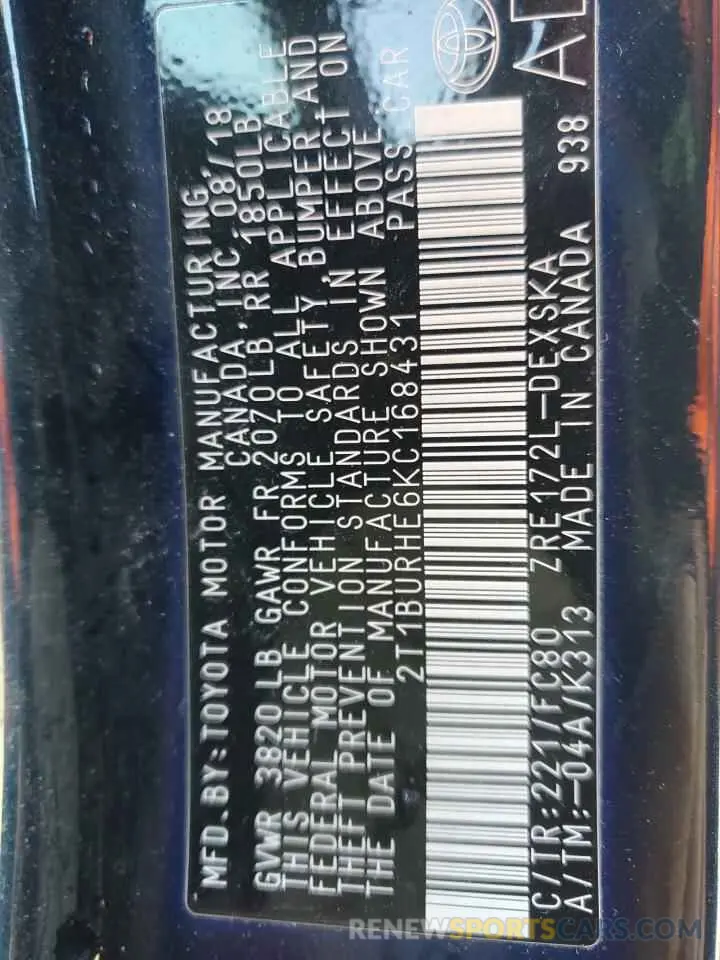 MFD.BY:TOYOTA MOTOR MANUFACTURING,
CANADA, INC. 08/18
GVWR 3820LB GAWR FR 2070LB, RR 1850LB
THIS VEHICLE CONFORMS TO ALL APPLICABLE
FEDERAL MOTOR VEHICLE SAFETY, BUMPER,AND
THEFT PREVENTION STANDARDS IN EFFECT ON
THE DATE OF MANUFACTURE SHOWN ABOVE.
2T1BURHE6KC168431 PASS CAR
C/TR:221/FC80 ZRE172L-DEXSKA
A/TM:-04A/K313 MADE IN CANADA 938
RENEWSPORTSCARS.COM